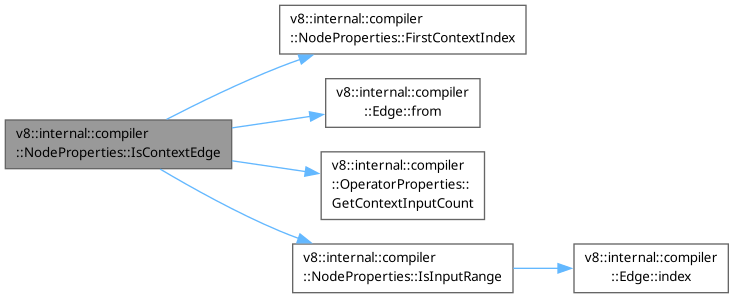 v8::internal::compiler
::NodeProperties::FirstContextIndex
v8::internal::compiler
::Edge::from
v8::internal::compiler
::NodeProperties::IsContextEdge
v8::internal::compiler
::OperatorProperties::
GetContextInputCount
v8::internal::compiler
::NodeProperties::IsInputRange
v8::internal::compiler
::Edge::index